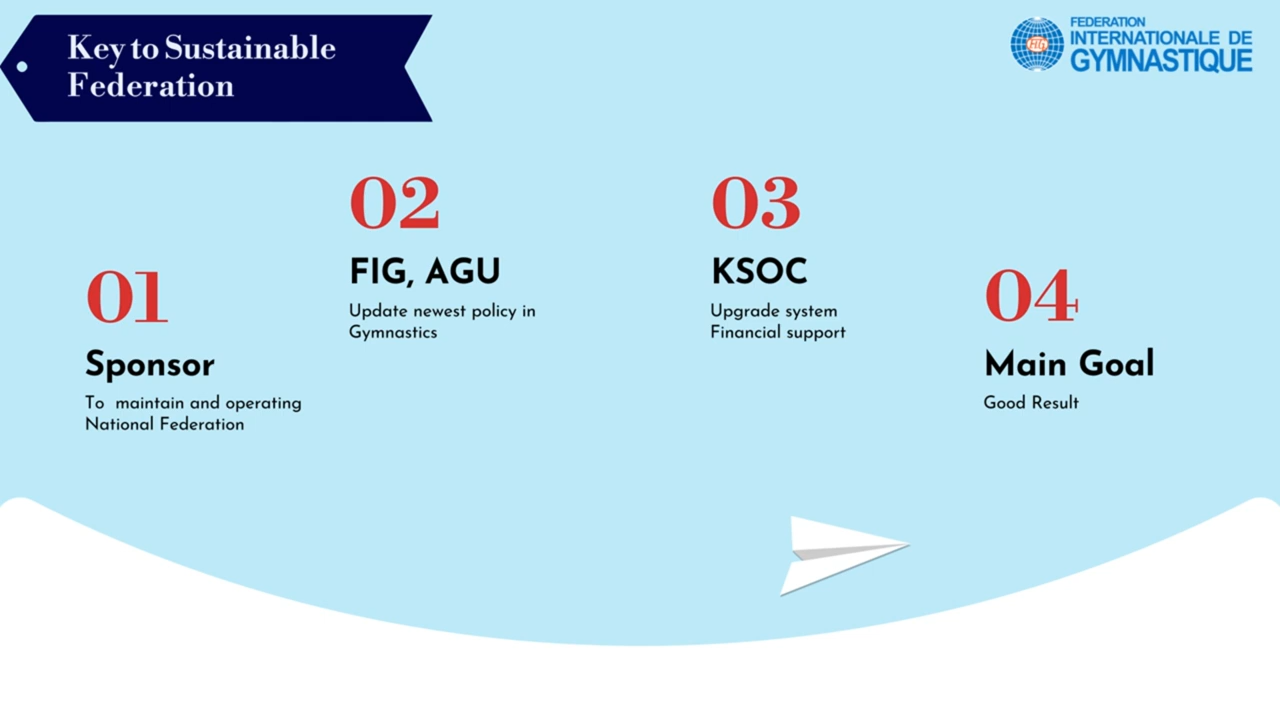 Key to Sustainable
Federation
FEDERATION
INTERNATIONALE DE
GYMNASTIQUE
FIG
01
Sponsor
To  maintain and operating
National Federation
02
FIG, AGU
Update newest policy in
Gymnastics
03
KSOC
Upgrade system
Financial support
04
Main Goal
Good Result